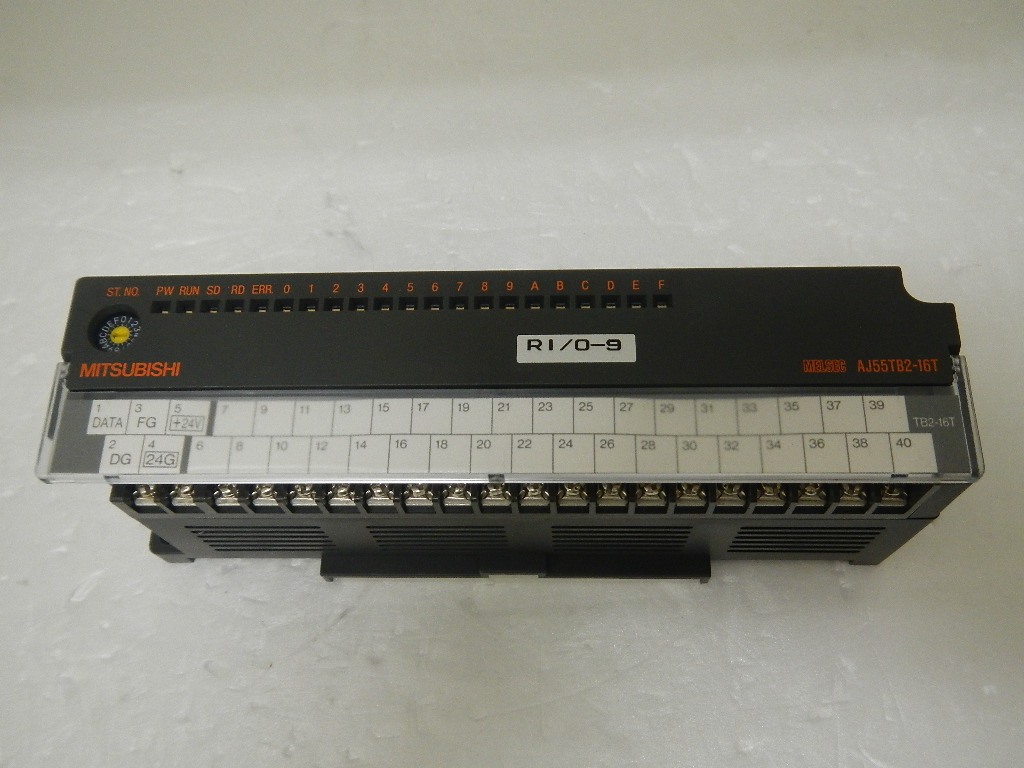 ST. NO. PW RUN SD RD ERR. 0 1 2 3 4 5 6 7 8 9 A B C D E F
RI/O-9
MITSUBISHI MELSEC AJ55TB2-16T
1 3 5 7 9 11 13 15 17 19 21 23 25 27 29 31 33 35 37 39
DATA FG +24V TB2-16T
2 4 6 8 10 12 14 16 18 20 22 24 26 28 30 32 34 36 38 40
DG 24G